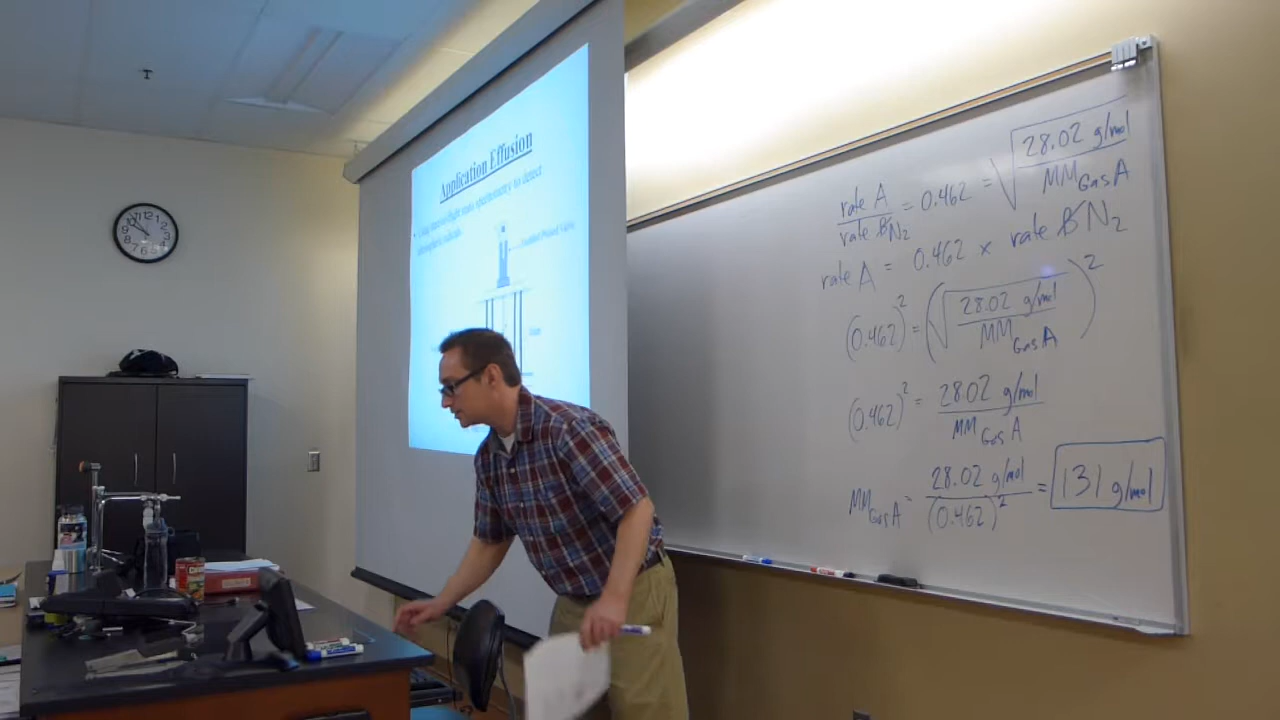 Application Effusion
rate A / rate B N2 = 0.462 = √(28.02 g/mol / MM Gas A)
rate A = 0.462 × rate B N2
(0.462)² = (√(28.02 g/mol / MM Gas A))²
(0.462)² = 28.02 g/mol / MM Gas A
MM Gas A = 28.02 g/mol / (0.462)² = 131 g/mol